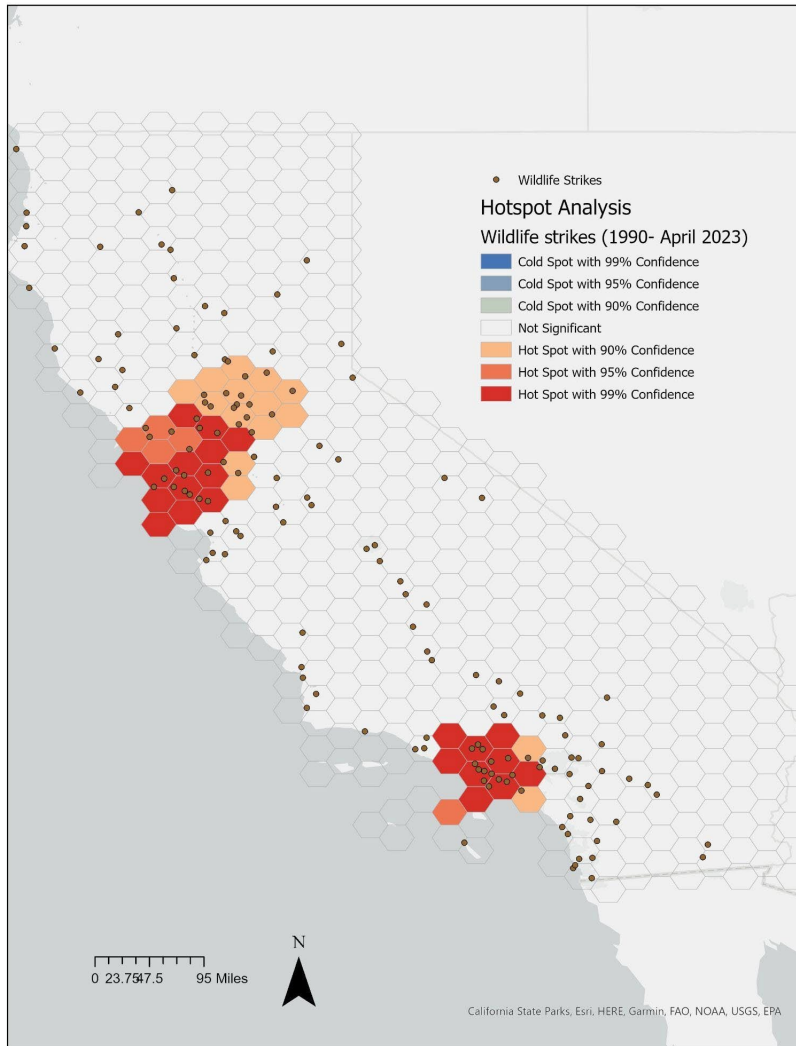 Wildlife Strikes
Hotspot Analysis
Wildlife strikes (1990- April 2023)
Cold Spot with 99% Confidence
Cold Spot with 95% Confidence
Cold Spot with 90% Confidence
Not Significant
Hot Spot with 90% Confidence
Hot Spot with 95% Confidence
Hot Spot with 99% Confidence
N
0 23.7547.5 95 Miles
California State Parks, Esri, HERE, Garmin, FAO, NOAA, USGS, EPA